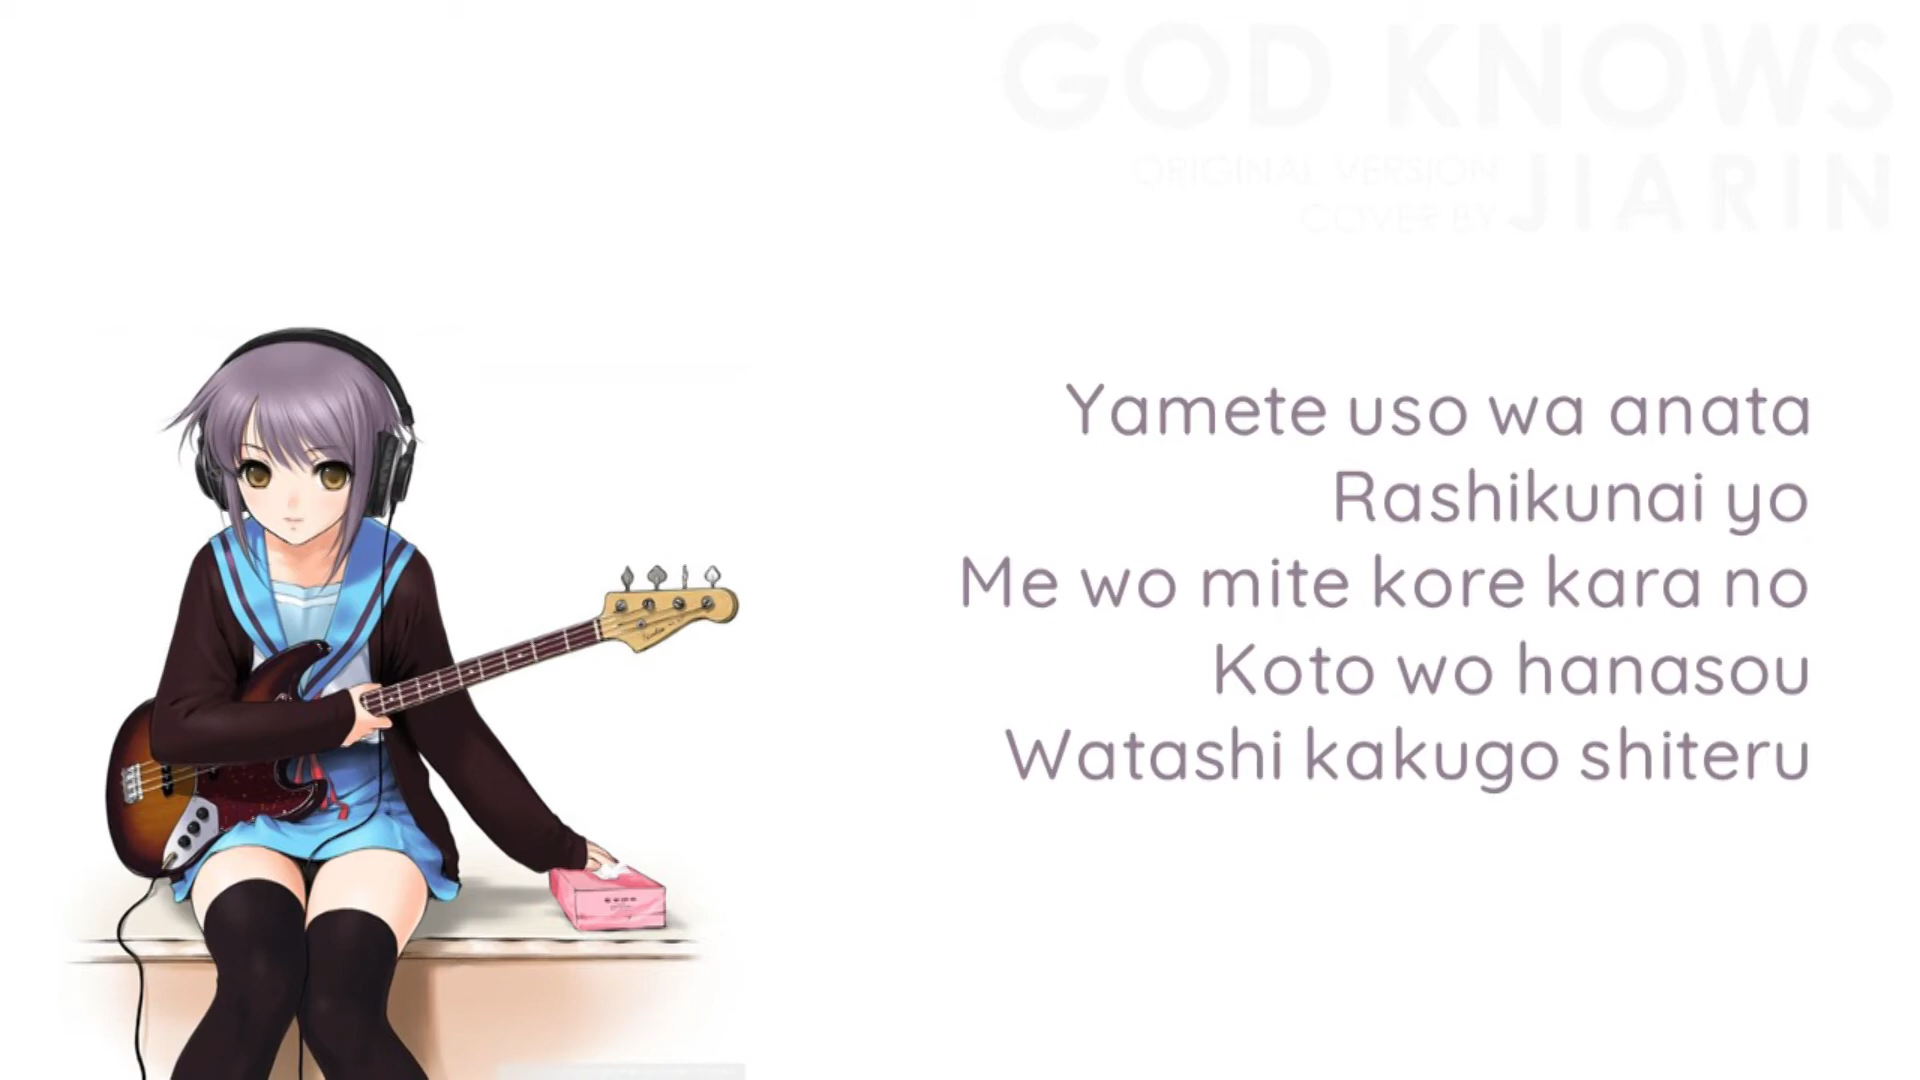 GOD KNOWS
ORIGINAL VERSION
COVER BY JIARIN
Yamete uso wa anata
Rashikunai yo
Me wo mite kore kara no
Koto wo hanasou
Watashi kakugo shiteru